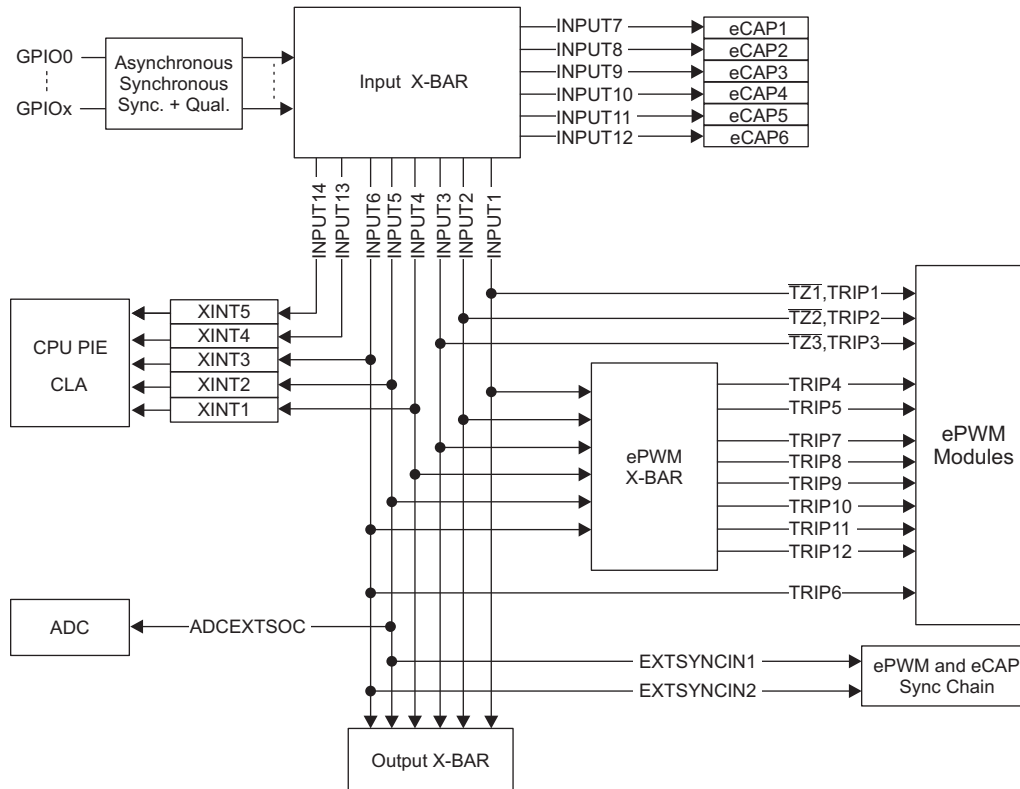 GPIO0
GPIOx
Asynchronous
Synchronous
Sync. + Qual.
Input X-BAR
INPUT7
INPUT8
INPUT9
INPUT10
INPUT11
INPUT12
eCAP1
eCAP2
eCAP3
eCAP4
eCAP5
eCAP6
INPUT14
INPUT13
INPUT6
INPUT5
INPUT4
INPUT3
INPUT2
INPUT1
CPU PIE
CLA
XINT5
XINT4
XINT3
XINT2
XINT1
TZ1,TRIP1
TZ2,TRIP2
TZ3,TRIP3
ePWM
X-BAR
TRIP4
TRIP5
TRIP7
TRIP8
TRIP9
TRIP10
TRIP11
TRIP12
TRIP6
ePWM
Modules
ADC
ADCEXTSOC
EXTSYNCIN1
EXTSYNCIN2
ePWM and eCAP
Sync Chain
Output X-BAR